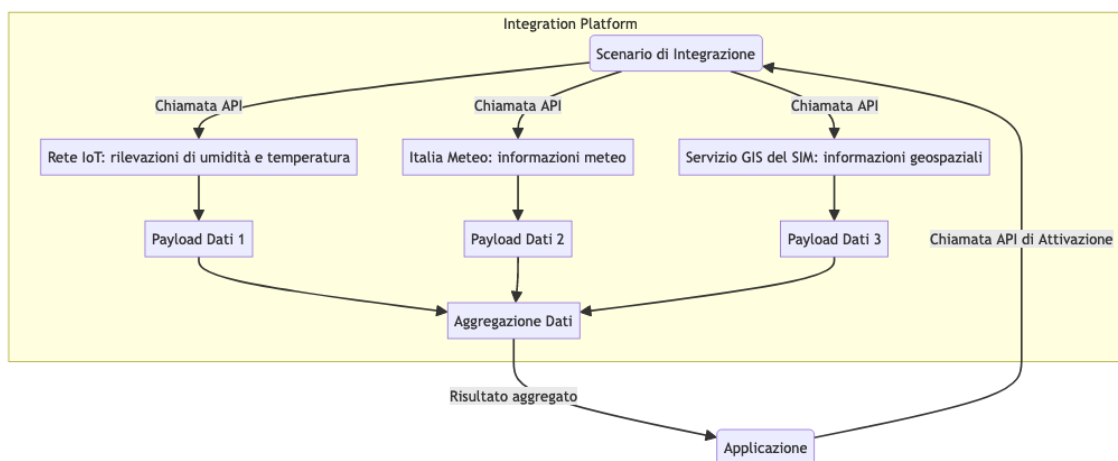 Integration Platform
Scenario di Integrazione
Chiamata API
Chiamata API
Chiamata API
Rete IoT: rilevazioni di umidità e temperatura
Italia Meteo: informazioni meteo
Servizio GIS del SIM: informazioni geospaziali
Payload Dati 1
Payload Dati 2
Payload Dati 3
Chiamata API di Attivazione
Aggregazione Dati
Risultato aggregato
Applicazione